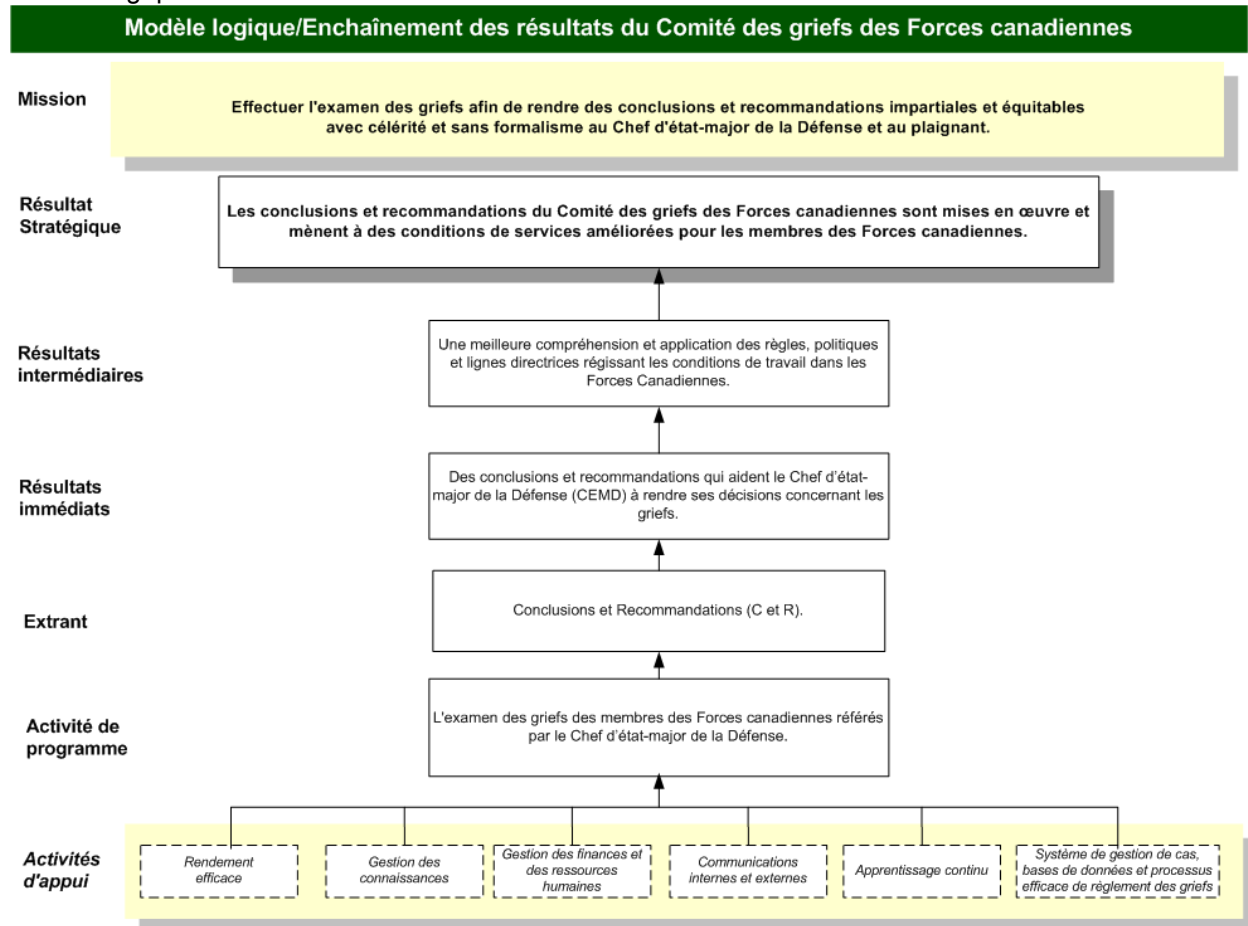 Modèle logique/Enchaînement des résultats du Comité des griefs des Forces canadiennes
Mission
Effectuer l'examen des griefs afin de rendre des conclusions et recommandations impartiales et équitables
avec célérité et sans formalisme au Chef d'état-major de la Défense et au plaignant.
Résultat
Stratégique
Les conclusions et recommandations du Comité des griefs des Forces canadiennes sont mises en œuvre et
mènent à des conditions de services améliorées pour les membres des Forces canadiennes.
Résultats
intermédiaires
Une meilleure compréhension et application des règles, politiques
et lignes directrices régissant les conditions de travail dans les
Forces Canadiennes.
Résultats
immédiats
Des conclusions et recommandations qui aident le Chef d'état-
major de la Défense (CEMD) à rendre ses décisions concernant les
griefs.
Extrant
Conclusions et Recommandations (C et R).
Activité de
programme
L'examen des griefs des membres des Forces canadiennes référés
par le Chef d'état-major de la Défense.
Activités
d'appui
Rendement
efficace
Gestion des
connaissances
Gestion des finances et
des ressources
humaines
Communications
internes et externes
Apprentissage continu
Système de gestion de cas,
bases de données et processus
efficace de règlement des griefs